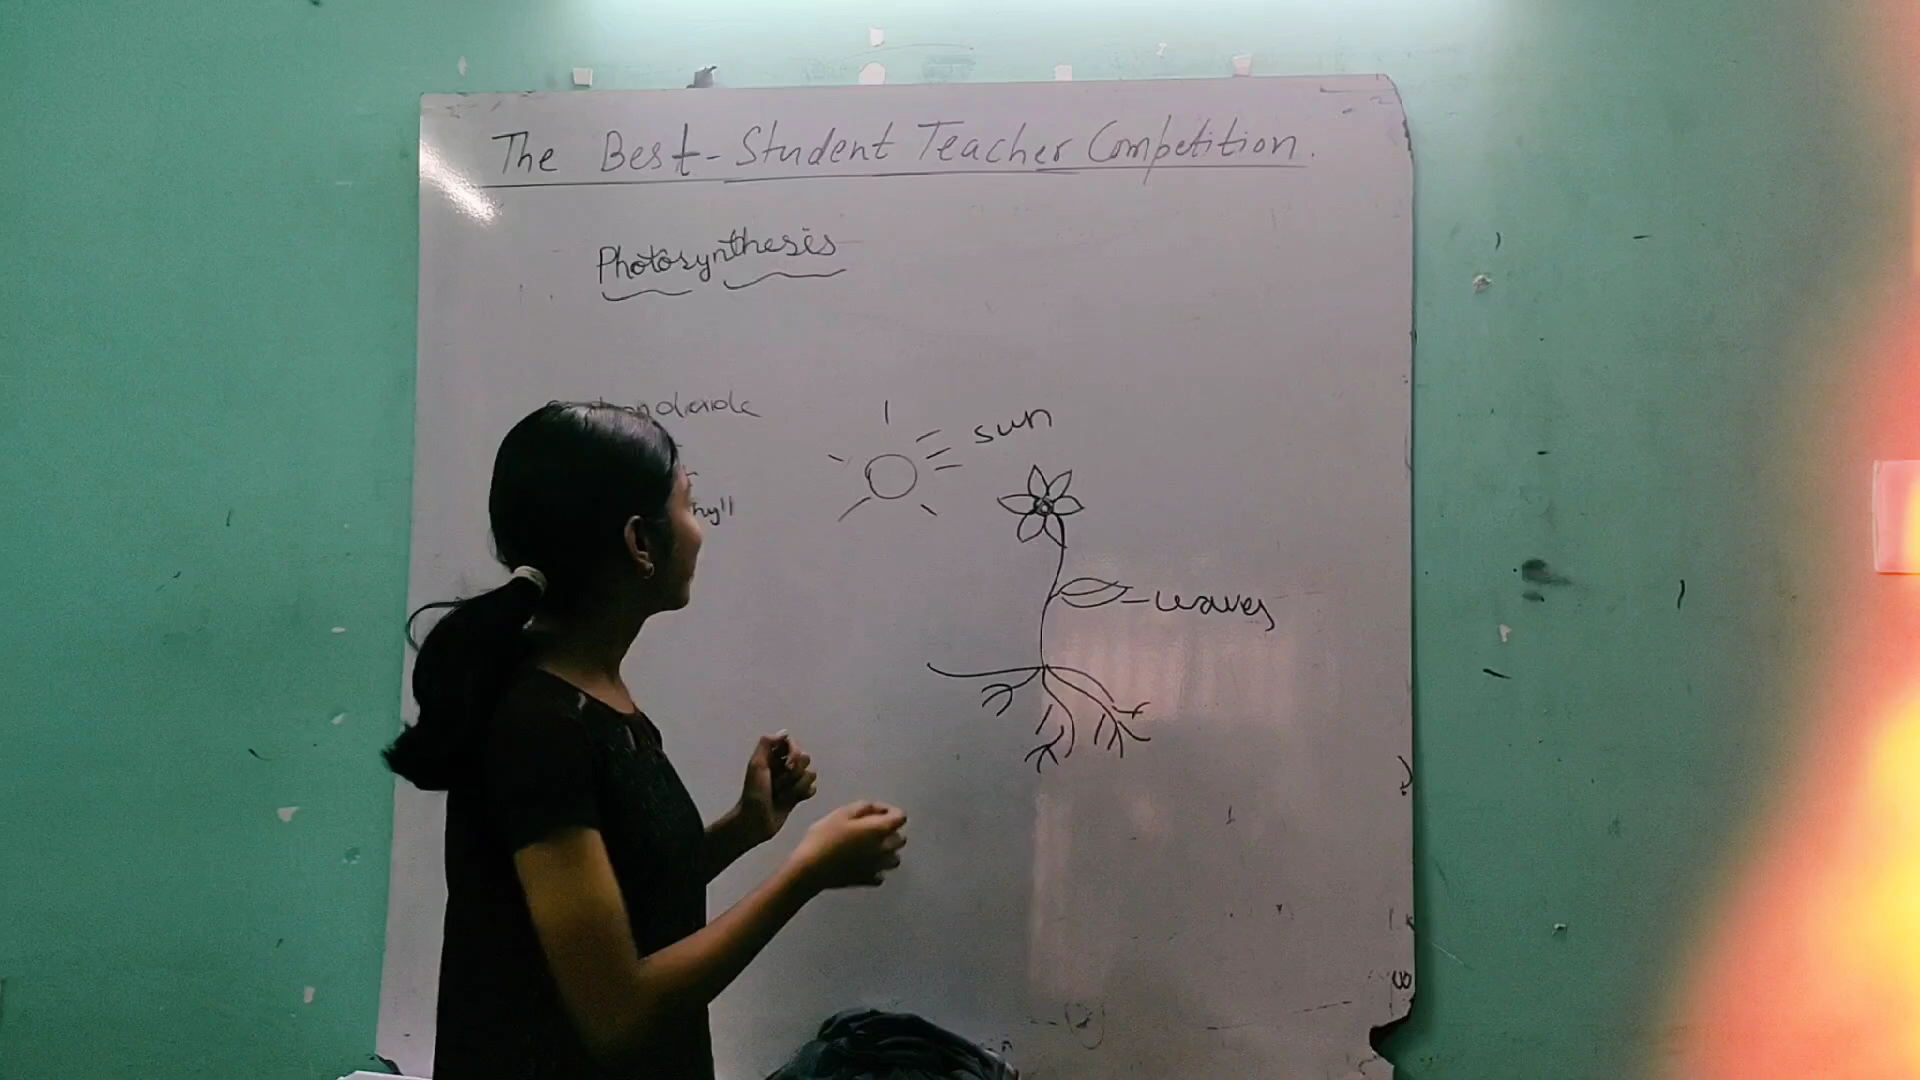 The Best-Student Teacher Competition.
Photosynthesis
sun
leaves